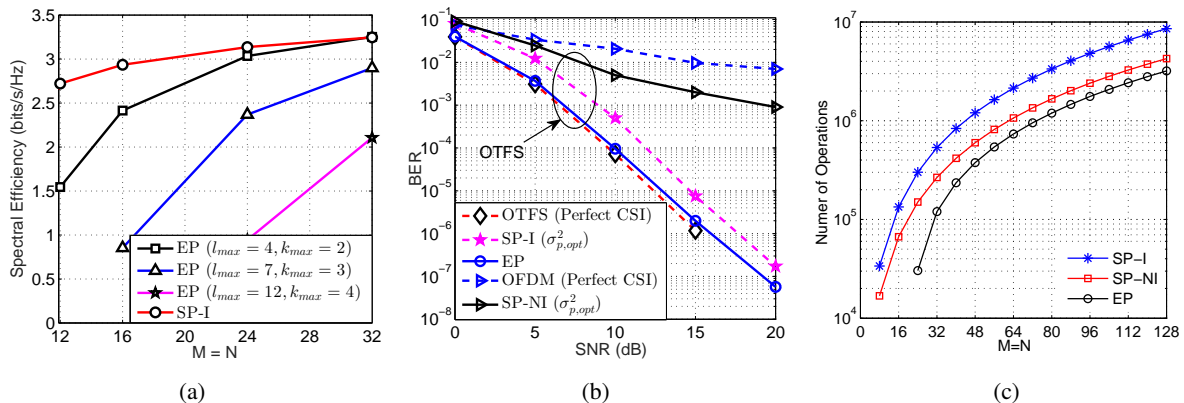 Spectral Efficiency (bits/s/Hz)
3.5
3
2.5
2
1.5
1
0.5
0
12
16
20
24
28
32
M = N
EP (l_max = 4, k_max = 2)
EP (l_max = 7, k_max = 3)
EP (l_max = 12, k_max = 4)
SP-I
(a)
BER
10^-1
10^-2
10^-3
10^-4
10^-5
10^-6
10^-7
10^-8
0
5
10
15
20
SNR (dB)
OTFS
OTFS (Perfect CSI)
SP-I (σ²_p,opt)
EP
OFDM (Perfect CSI)
SP-NI (σ²_p,opt)
(b)
Numer of Operations
10^7
10^6
10^5
10^4
0
16
32
48
64
80
96
112
128
M=N
SP-I
SP-NI
EP
(c)